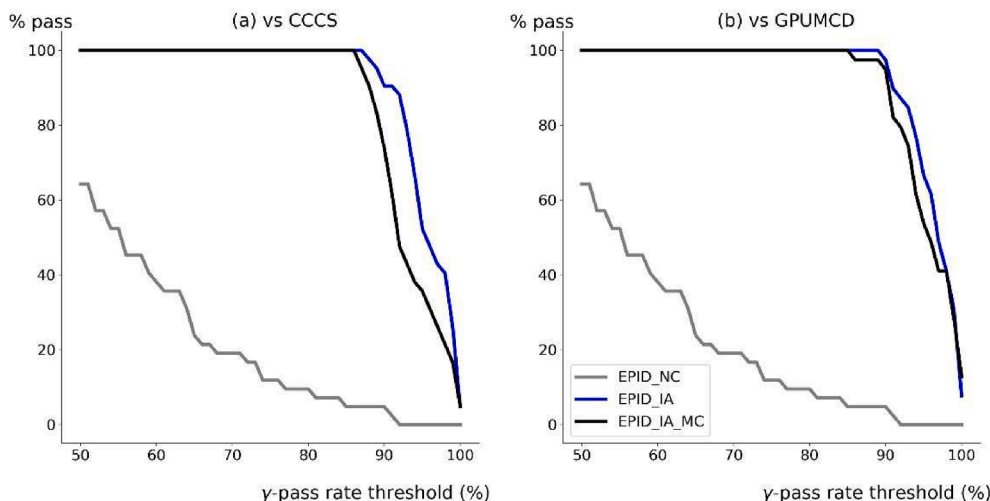 % pass
(a) vs CCCS
100
80
60
40
20
0
50 60 70 80 90 100
γ-pass rate threshold (%)
% pass
(b) vs GPUMCD
100
80
60
40
20
0
EPID_NC
EPID_IA
EPID_IA_MC
50 60 70 80 90 100
γ-pass rate threshold (%)